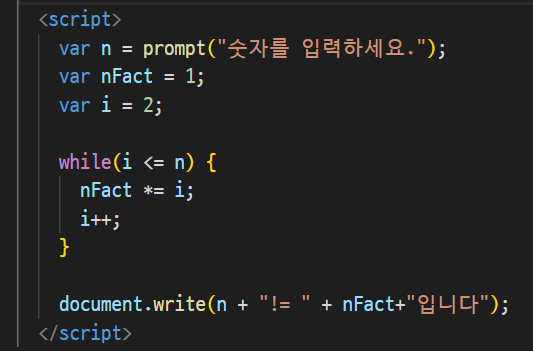 <script>
var n = prompt("숫자를 입력하세요.");
var nFact = 1;
var i = 2;
while(i <= n) {
nFact *= i;
i++;
}
document.write(n + "!= " + nFact+"입니다");
</script>